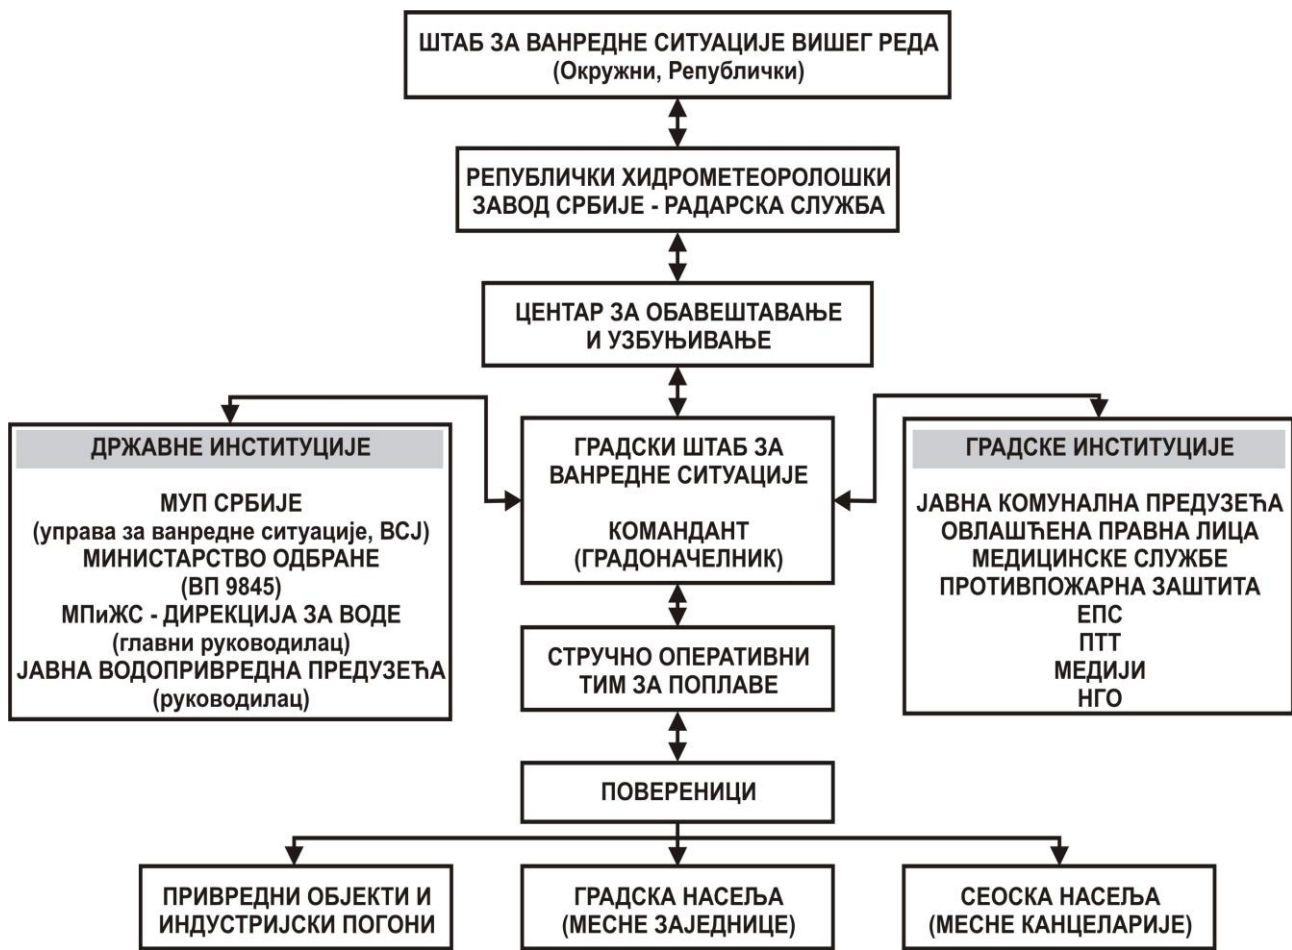 ШТАБ ЗА ВАНРЕДНЕ СИТУАЦИЈЕ ВИШЕГ РЕДА
(Окружни, Републички)
РЕПУБЛИЧКИ ХИДРОМЕТЕОРОЛОШКИ
ЗАВОД СРБИЈЕ - РАДАРСКА СЛУЖБА
ЦЕНТАР ЗА ОБАВЕШТАВАЊЕ
И УЗБУЊИВАЊЕ
ДРЖАВНЕ ИНСТИТУЦИЈЕ
МУП СРБИЈЕ
(управа за ванредне ситуације, ВСЈ)
МИНИСТАРСТВО ОДБРАНЕ
(ВП 9845)
МПиЖС - ДИРЕКЦИЈА ЗА ВОДЕ
(главни руководилац)
ЈАВНА ВОДОПРИВРЕДНА ПРЕДУЗЕЋА
(руководилац)
ГРАДСКИ ШТАБ ЗА
ВАНРЕДНЕ СИТУАЦИЈЕ
КОМАНДАНТ
(ГРАДОНАЧЕЛНИК)
ГРАДСКЕ ИНСТИТУЦИЈЕ
ЈАВНА КОМУНАЛНА ПРЕДУЗЕЋА
ОВЛАШЋЕНА ПРАВНА ЛИЦА
МЕДИЦИНСКЕ СЛУЖБЕ
ПРОТИВПОЖАРНА ЗАШТИТА
ЕПС
ПТТ
МЕДИЈИ
НГО
СТРУЧНО ОПЕРАТИВНИ
ТИМ ЗА ПОПЛАВЕ
ПОВЕРЕНИЦИ
ПРИВРЕДНИ ОБЈЕКТИ И
ИНДУСТРИЈСКИ ПОГОНИ
ГРАДСКА НАСЕЉА
(МЕСНЕ ЗАЈЕДНИЦЕ)
СЕОСКА НАСЕЉА
(МЕСНЕ КАНЦЕЛАРИЈЕ)